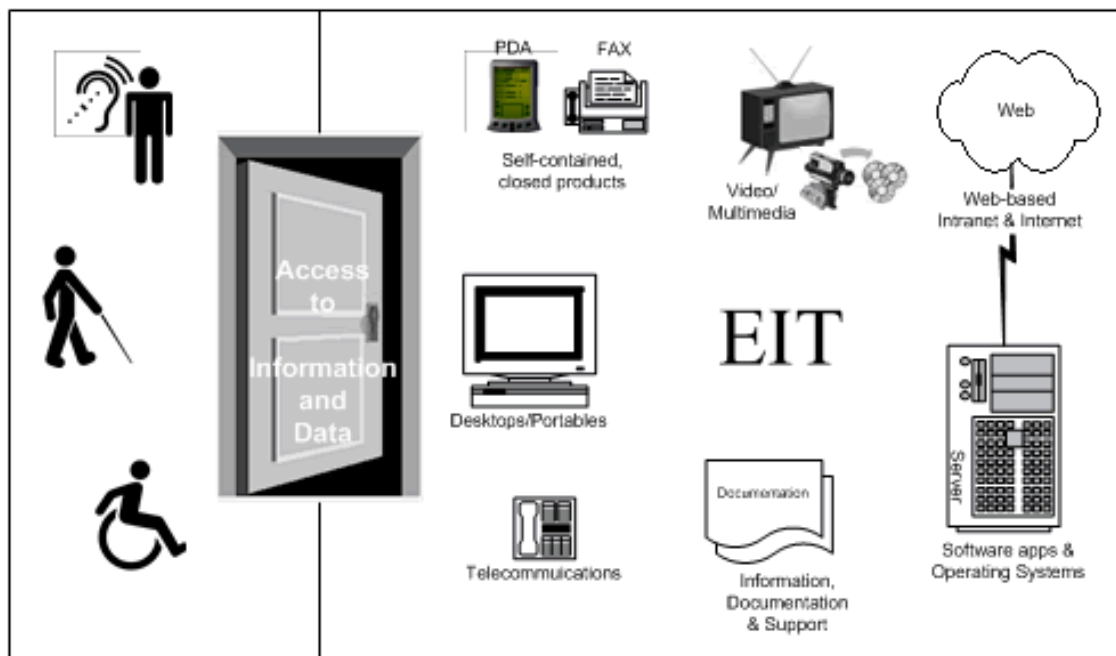 PDA
FAX
Self-contained,
closed products
Video/
Multimedia
Web
Web-based
Intranet & Internet
Access
to
Information
and
Data
Desktops/Portables
EIT
Server
Software apps &
Operating Systems
Telecommuications
Documentation
Information,
Documentation
& Support